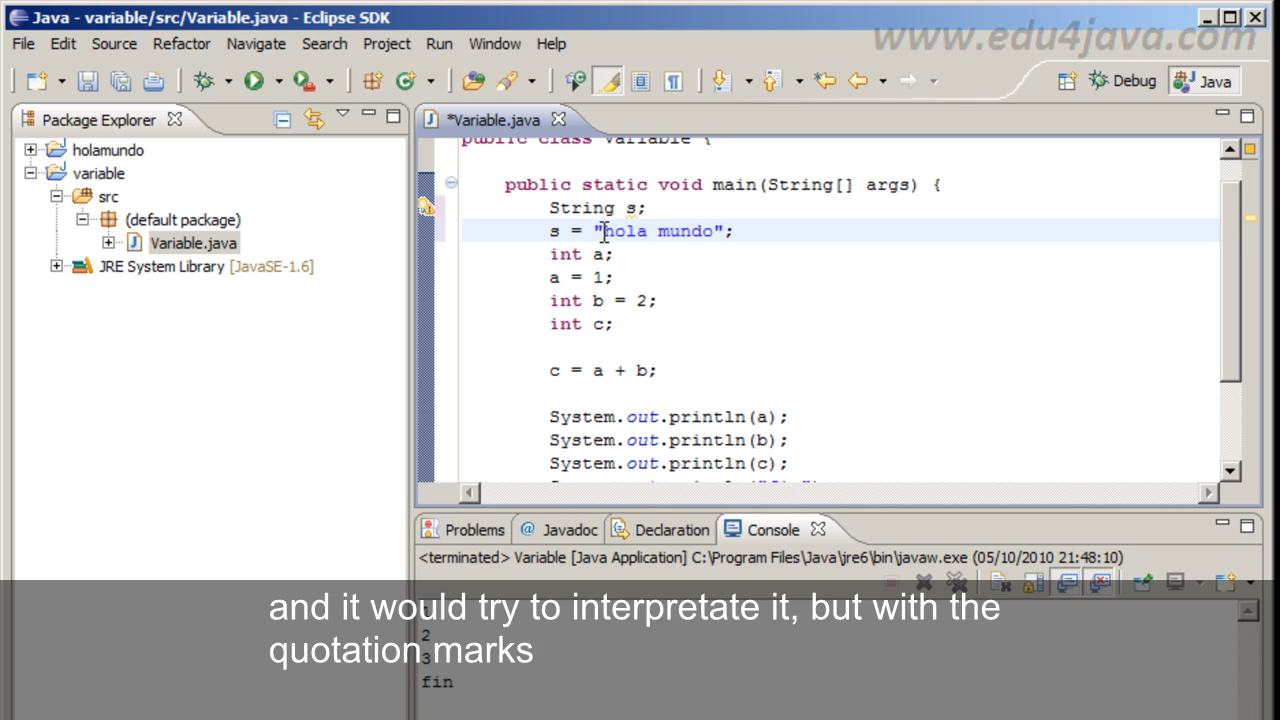 Java - variable/src/Variable.java - Eclipse SDK
File Edit Source Refactor Navigate Search Project Run Window Help
www.edu4java.com
Debug Java
Package Explorer
holamundo
variable
src
(default package)
Variable.java
JRE System Library [JavaSE-1.6]
*Variable.java
public class Variable {
public static void main(String[] args) {
String s;
s = "hola mundo";
int a;
a = 1;
int b = 2;
int c;
c = a + b;
System.out.println(a);
System.out.println(b);
System.out.println(c);
Problems @ Javadoc Declaration Console
<terminated> Variable [Java Application] C:\Program Files\Java\jre6\bin\javaw.exe (05/10/2010 21:48:10)
and it would try to interpretate it, but with the
2
quotation marks
3
fin